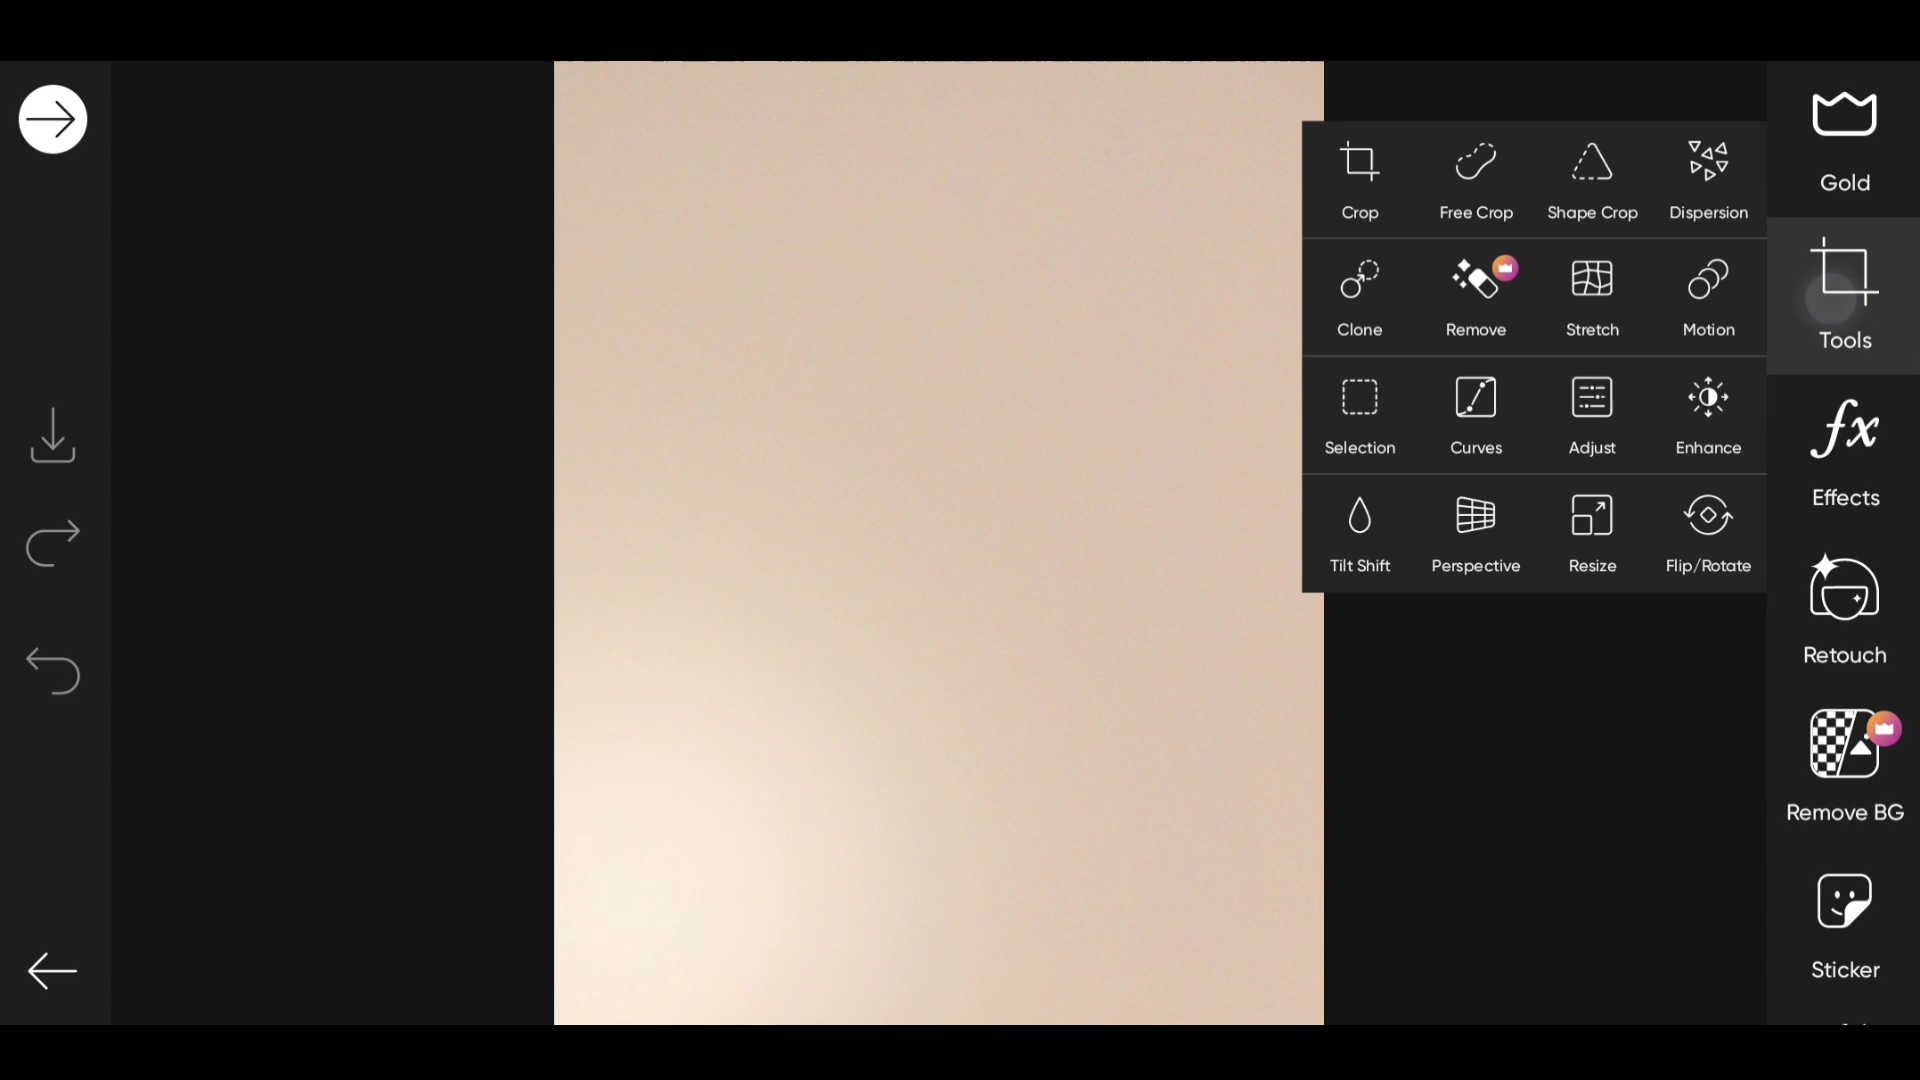 Gold
Crop Free Crop Shape Crop Dispersion
Clone Remove Stretch Motion
Tools
Selection Curves Adjust Enhance
Effects
Tilt Shift Perspective Resize Flip/Rotate
Retouch
Remove BG
Sticker